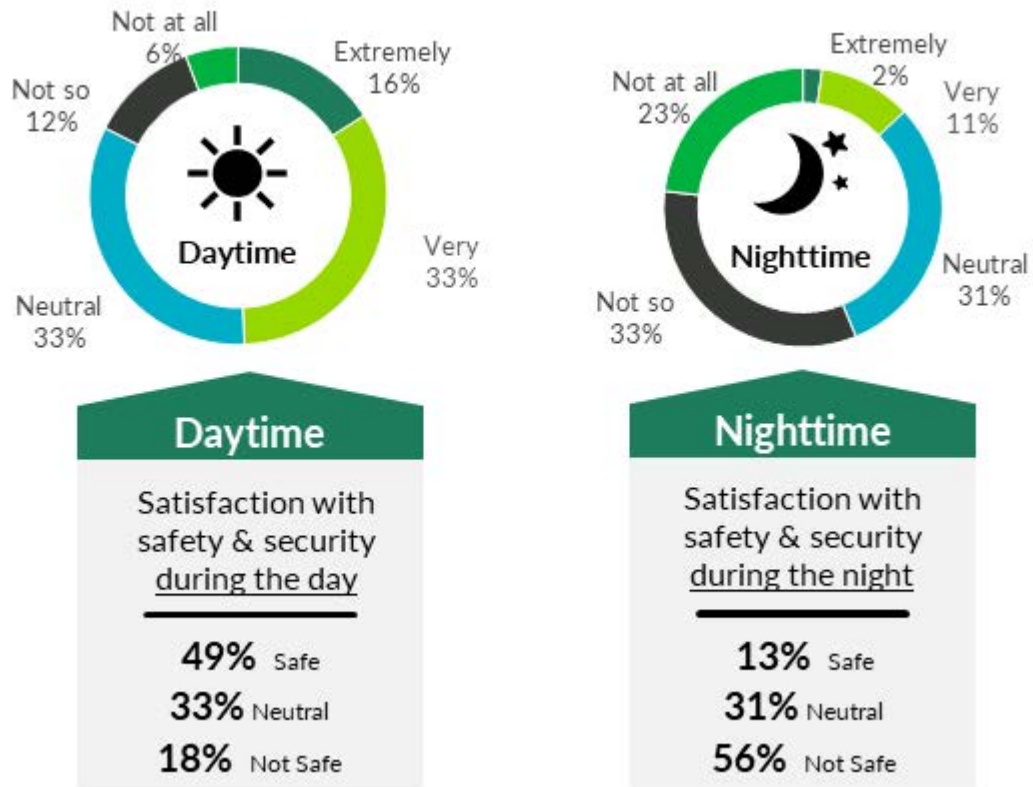 Not at all
6%
Extremely
16%
Not so
12%
Daytime
Very
33%
Neutral
33%
Extremely
2%
Not at all
23%
Very
11%
Nighttime
Neutral
31%
Not so
33%
Daytime
Satisfaction with
safety & security
during the day
49% Safe
33% Neutral
18% Not Safe
Nighttime
Satisfaction with
safety & security
during the night
13% Safe
31% Neutral
56% Not Safe